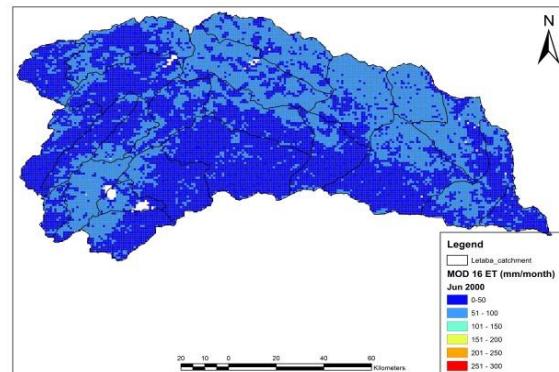 N
Legend
Letaba_catchment
MOD 16 ET (mm/month)
Jun 2000
0-50
51 - 100
101 - 150
151 - 200
201 - 250
251 - 300
20 10 0 20 40 60
Kilometers